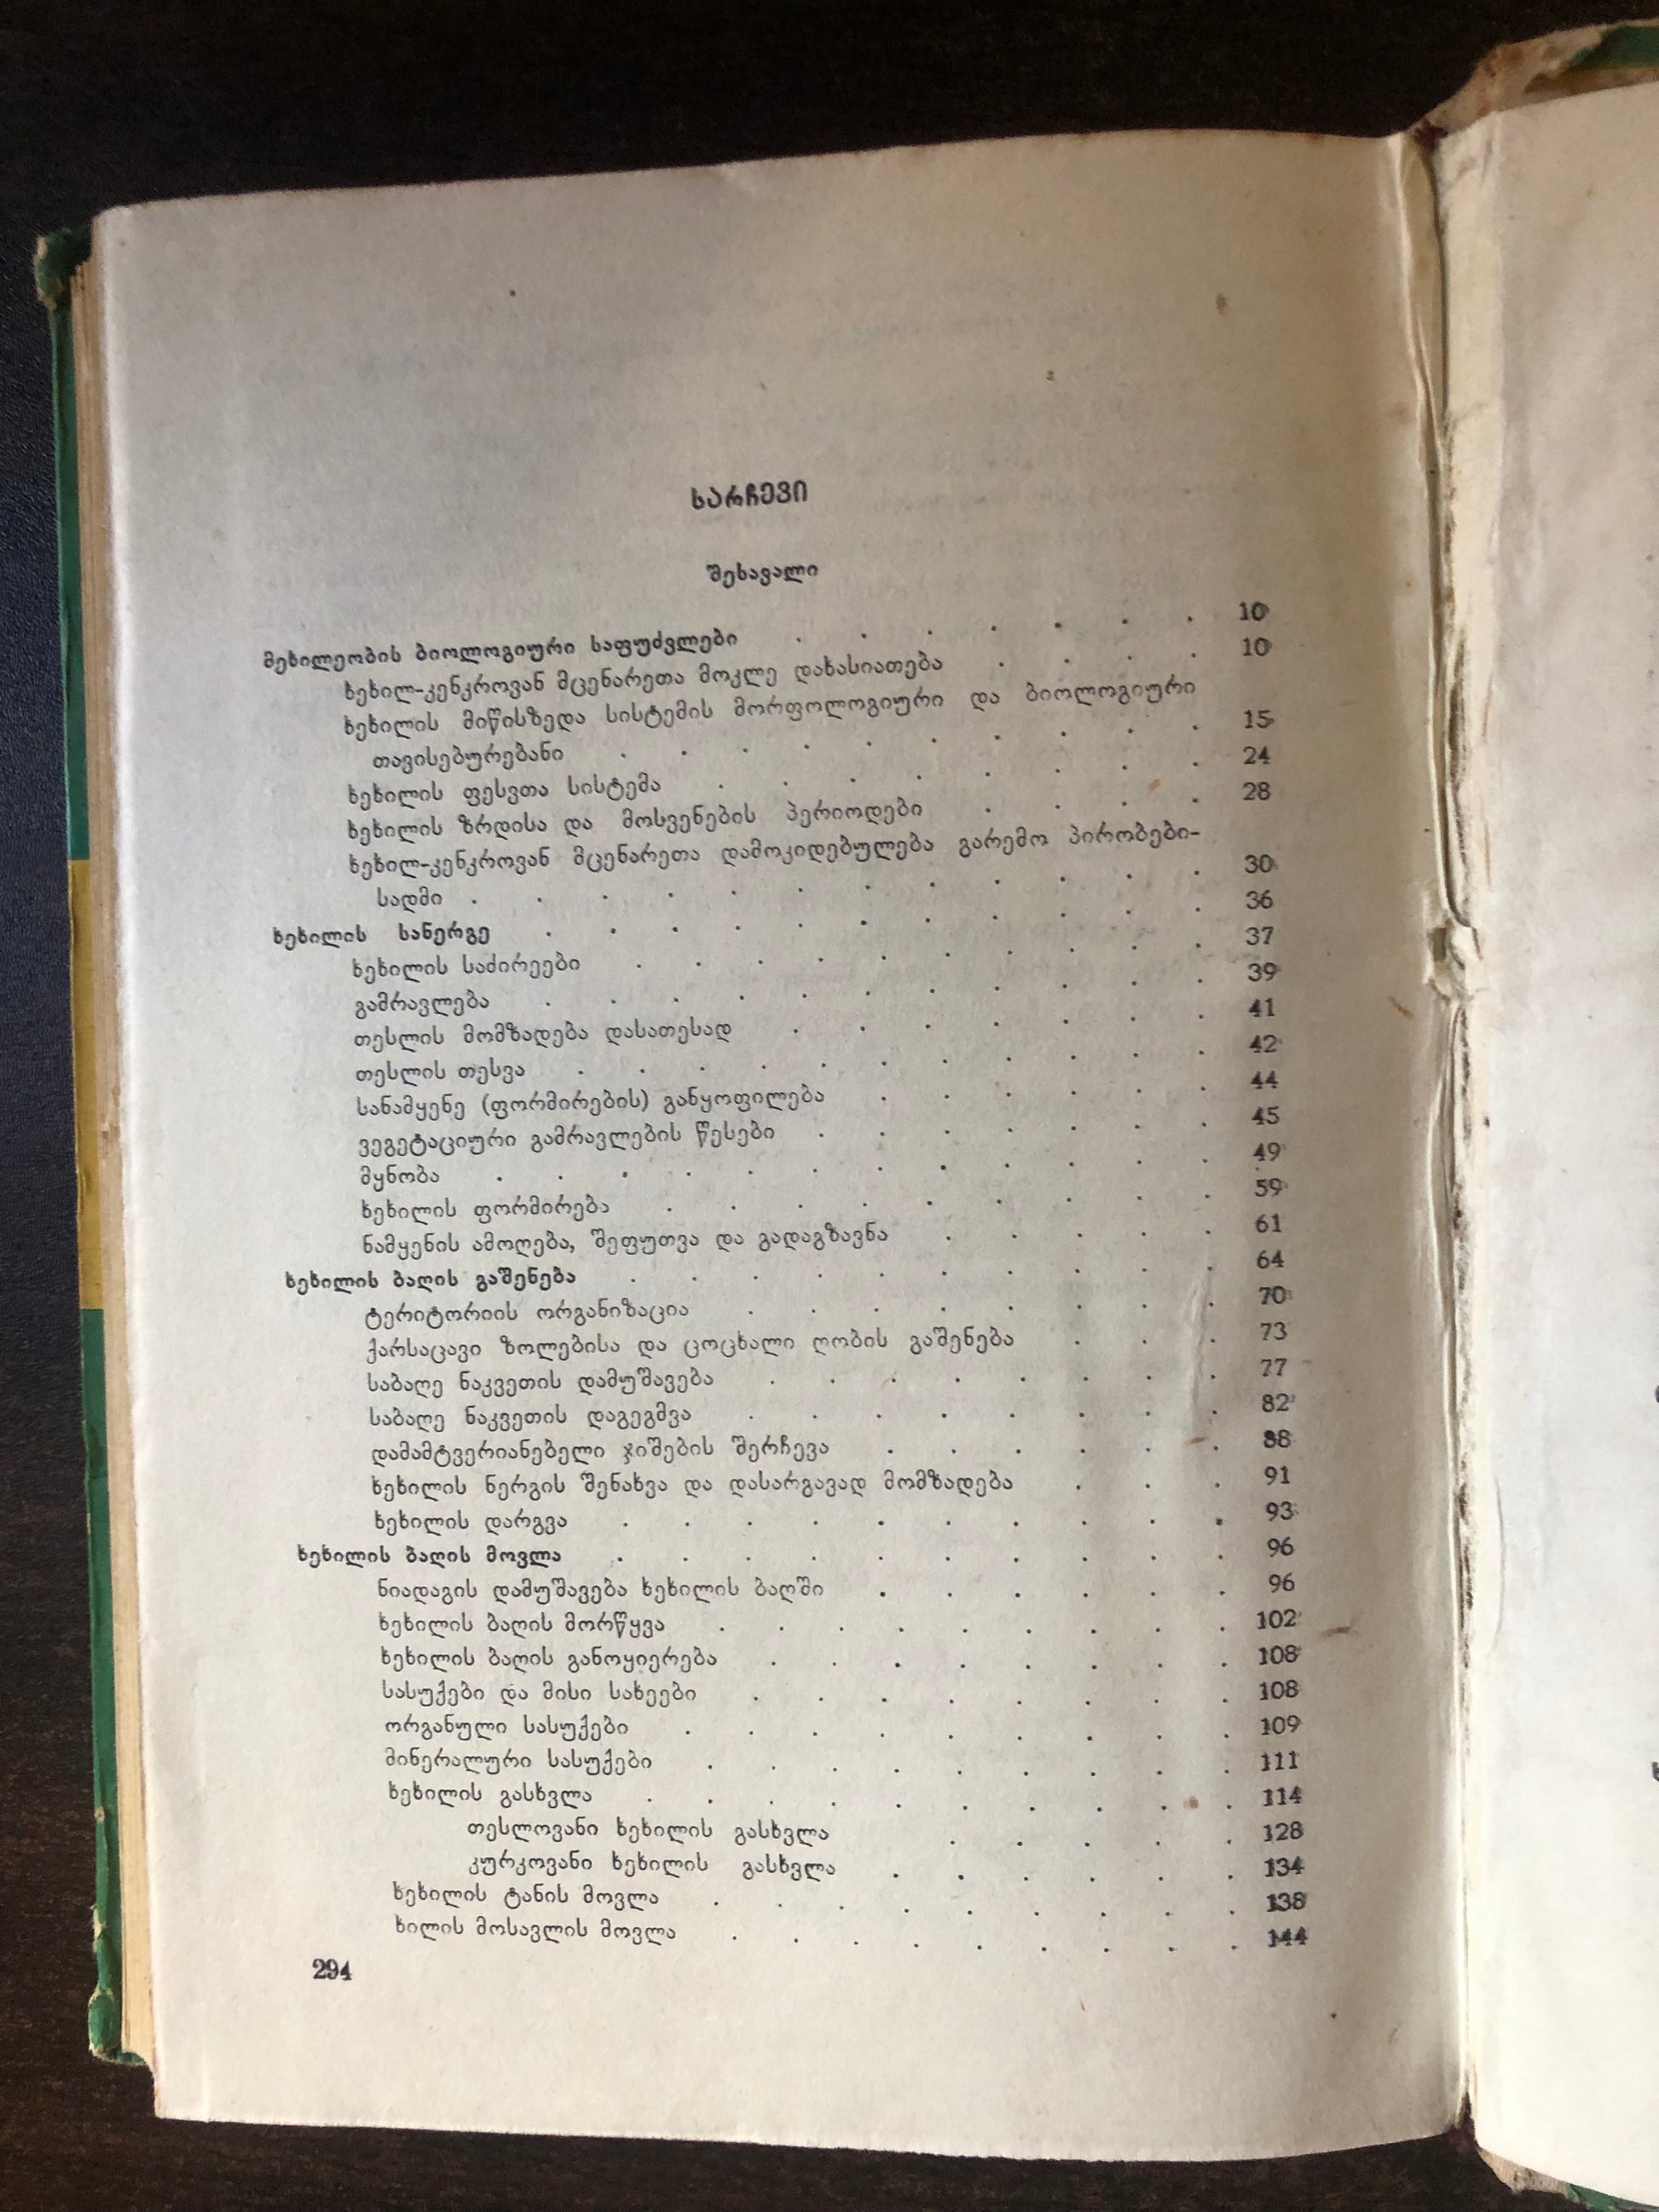 სარჩევი
შესავალი
მეხილეობის ბიოლოგიური საფუძვლები . . . . . . . 10
ხეხილ-კენკროვან მცენარეთა მოკლე დახასიათება . . . . 10
ხეხილის მიწისზედა სისტემის მორფოლოგიური და ბიოლოგიური
თავისებურებანი . . . . . . . . . . 15
ხეხილის ფესვთა სისტემა . . . . . . . . 24
ხეხილის ზრდისა და მოსვენების პერიოდები . . . . 28
ხეხილ-კენკროვან მცენარეთა დამოკიდებულება გარემო პირობები-
სადმი . . . . . . . . . . . . 30
ხეხილის სანერგე . . . . . . . . . . . 36
ხეხილის საძირეები . . . . . . . . . . 37
გამრავლება . . . . . . . . . . . 39
თესლის მომზადება დასათესად . . . . . . . 41
თესლის თესვა . . . . . . . . . . . 42
სანამყენე (ფორმირების) განყოფილება . . . . . . 44
ვეგეტაციური გამრავლების წესები . . . . . . . 45
მყნობა . . . . . . . . . . . . 49
ხეხილის ფორმირება . . . . . . . . . 59
ნამყენის ამოღება, შეფუთვა და გადაგზავნა . . . . . 61
ხეხილის ბაღის გაშენება . . . . . . . . . . 64
ტერიტორიის ორგანიზაცია . . . . . . . . 70
ქარსაცავი ზოლებისა და ცოცხალი ღობის გაშენება . . . 73
საბაღე ნაკვეთის დამუშავება . . . . . . . . 77
საბაღე ნაკვეთის დაგეგმვა . . . . . . . . 82
დამამტვერიანებელი ჯიშების შერჩევა . . . . . . 88
ხეხილის ნერგის შენახვა და დასარგავად მომზადება . . . 91
ხეხილის დარგვა . . . . . . . . . . 93
ხეხილის ბაღის მოვლა . . . . . . . . . . 96
ნიადაგის დამუშავება ხეხილის ბაღში . . . . . . 96
ხეხილის ბაღის მორწყვა . . . . . . . . . 102
ხეხილის ბაღის განოყიერება . . . . . . . . 108
სასუქები და მისი სახეები . . . . . . . . 108
ორგანული სასუქები . . . . . . . . . 109
მინერალური სასუქები . . . . . . . . . 111
ხეხილის გასხვლა . . . . . . . . . . 114
თესლოვანი ხეხილის გასხვლა . . . . . 128
კურკოვანი ხეხილის გასხვლა . . . . . . 134
ხეხილის ტანის მოვლა . . . . . . . . . 138
ხილის მოსავლის მოვლა . . . . . . . . . 144
294